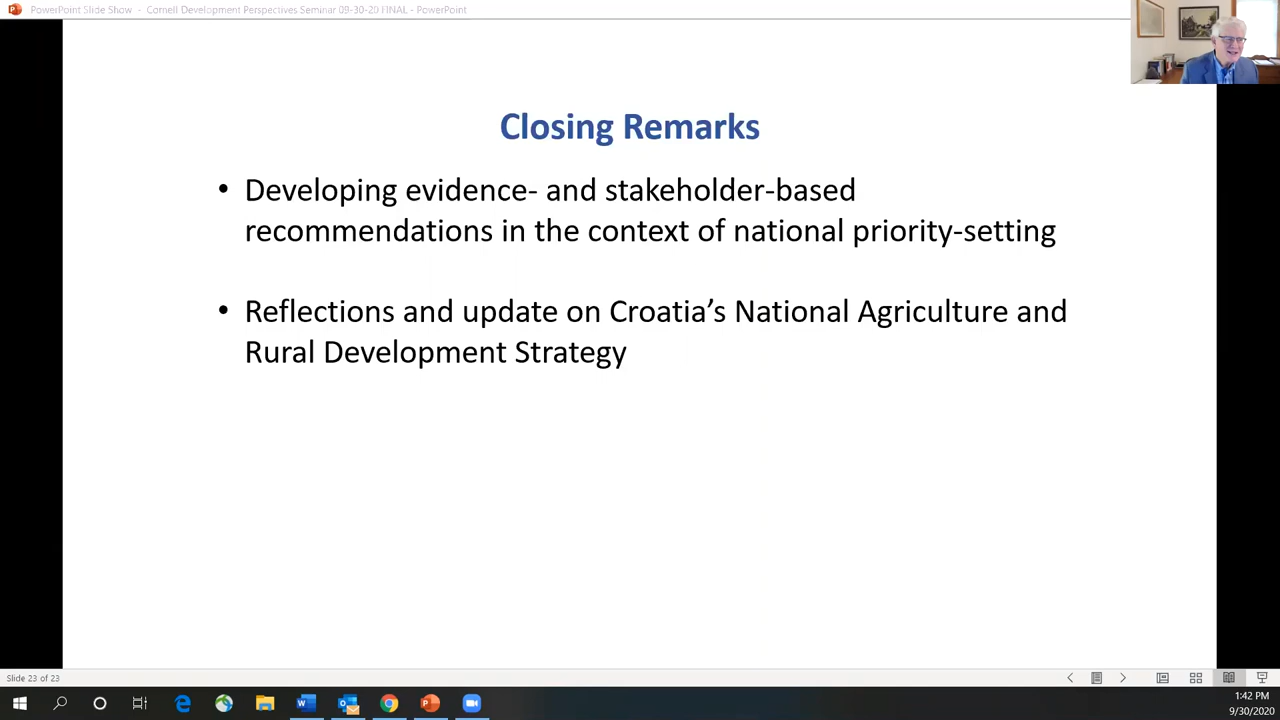 PowerPoint Slide Show - Cornell Development Perspectives Seminar 09-30-20 FINAL - PowerPoint
Closing Remarks
• Developing evidence- and stakeholder-based
recommendations in the context of national priority-setting
• Reflections and update on Croatia’s National Agriculture and
Rural Development Strategy
Slide 23 of 23
1:42 PM
9/30/2020